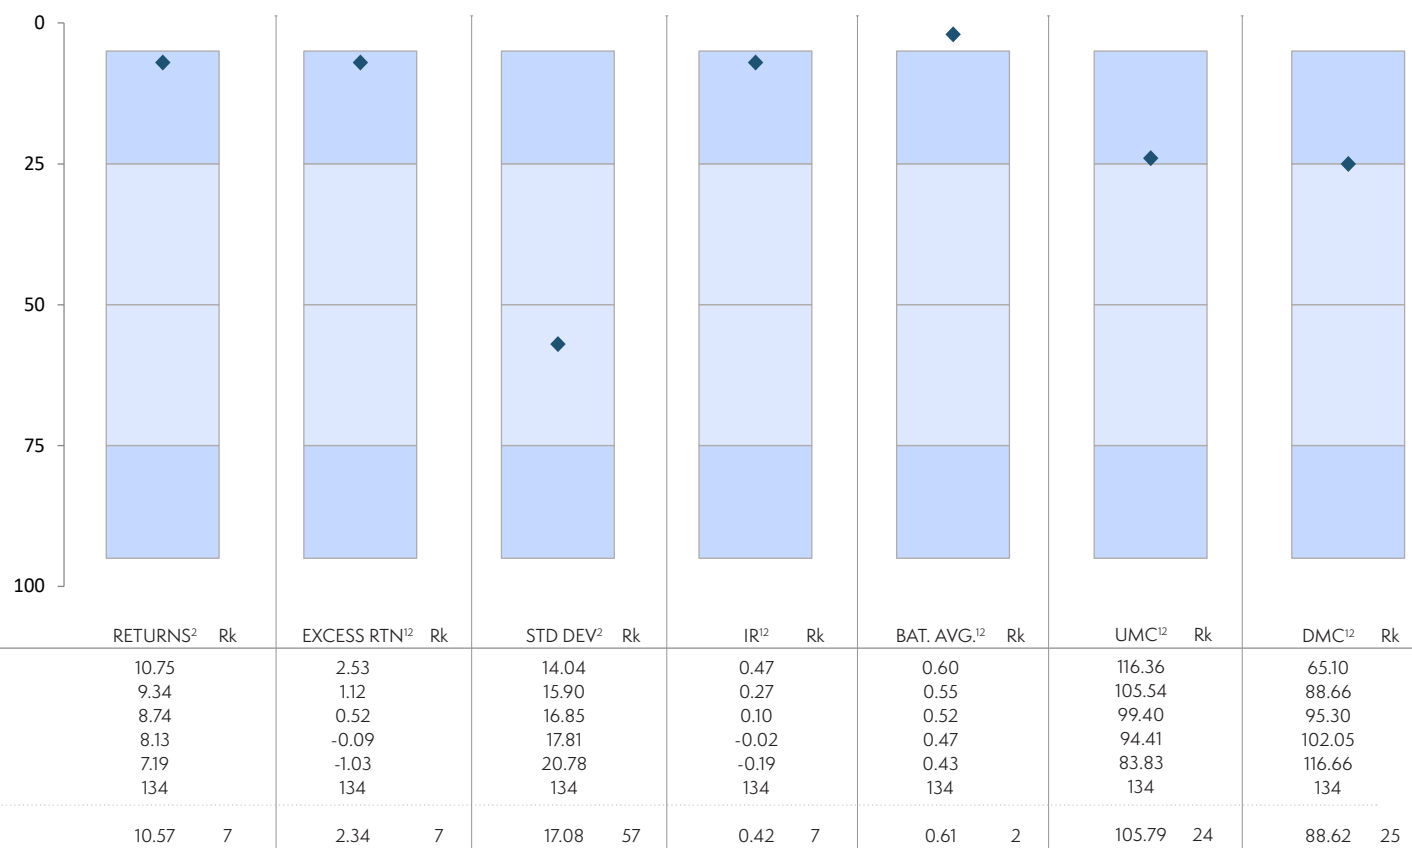 0
25
50
75
100
RETURNS² Rk EXCESS RTN¹² Rk STD DEV² Rk IR¹² Rk BAT. AVG.¹² Rk UMC¹² Rk DMC¹² Rk
10.75 2.53 14.04 0.47 0.60 116.36 65.10
9.34 1.12 15.90 0.27 0.55 105.54 88.66
8.74 0.52 16.85 0.10 0.52 99.40 95.30
8.13 -0.09 17.81 -0.02 0.47 94.41 102.05
7.19 -1.03 20.78 -0.19 0.43 83.83 116.66
134 134 134 134 134 134 134
10.57 7 2.34 7 17.08 57 0.42 7 0.61 2 105.79 24 88.62 25